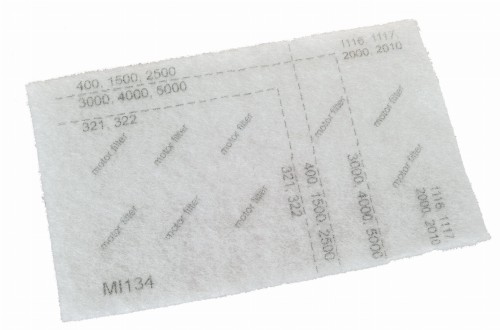 1116, 1117
2000, 2010
400, 1500, 2500
3000, 4000, 5000
321, 322
motor filter
motor filter
motor filter
motor filter
motor filter
motor filter
motor filter
motor filter
321, 322
400, 1500, 2500
3000, 4000, 5000
1116, 1117
2000, 2010
MI134